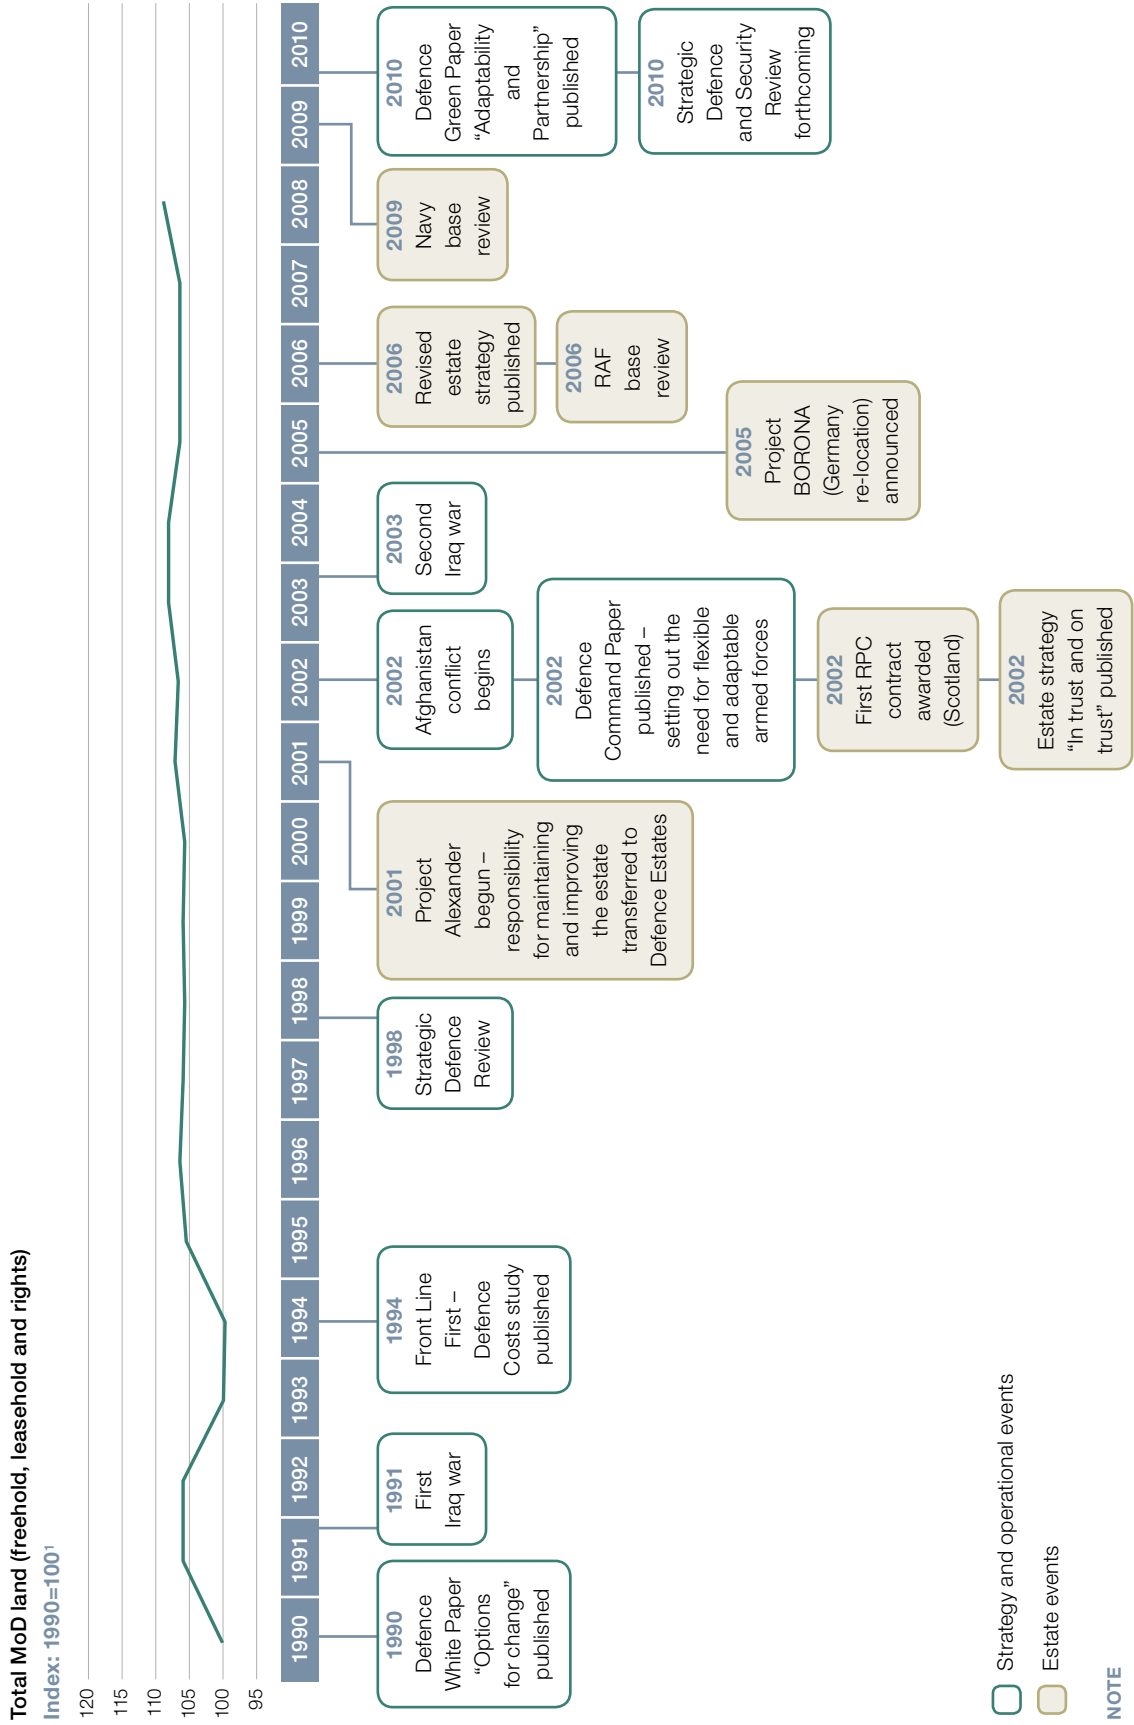 Total MoD land (freehold, leasehold and rights)
Index: 1990=100¹
120
115
110
105
100
95
1990
1991
1992
1993
1994
1995
1996
1997
1998
1999
2000
2001
2002
2003
2004
2005
2006
2007
2008
2009
2010
1990
Defence
White Paper
“Options
for change”
published
1991
First
Iraq war
1994
Front Line
First –
Defence
Costs study
published
1998
Strategic
Defence
Review
2001
Project
Alexander
begun –
responsibility
for maintaining
and improving
the estate
transferred to
Defence Estates
2002
Afghanistan
conflict
begins
2002
Defence
Command Paper
published –
setting out the
need for flexible
and adaptable
armed forces
2002
First RPC
contract
awarded
(Scotland)
2002
Estate strategy
“In trust and on
trust” published
2003
Second
Iraq war
2005
Project
BORONA
(Germany
re-location)
announced
2006
Revised
estate
strategy
published
2006
RAF
base
review
2009
Navy
base
review
2010
Defence
Green Paper
“Adaptability
and
Partnership”
published
2010
Strategic
Defence
and Security
Review
forthcoming
Strategy and operational events
Estate events
NOTE